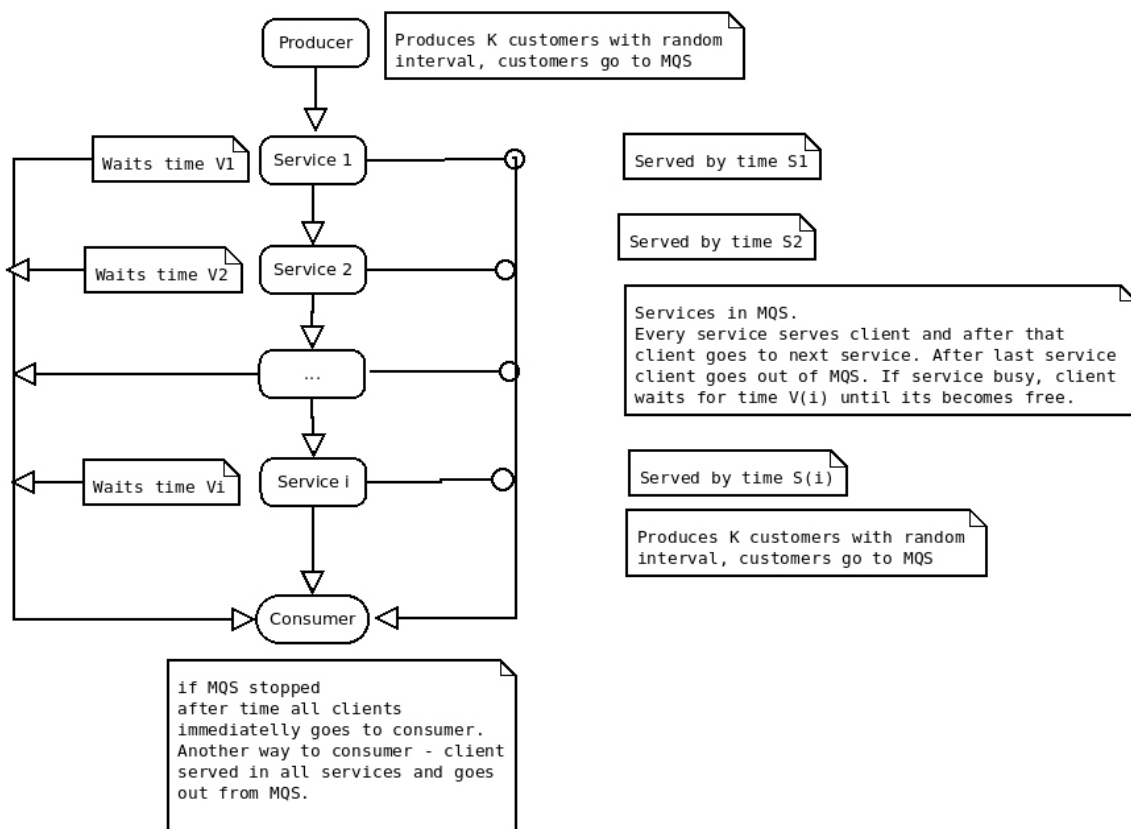 Producer
Produces K customers with random
interval, customers go to MQS
Waits time V1
Service 1
Served by time S1
Waits time V2
Service 2
Served by time S2
Services in MQS.
Every service serves client and after that
client goes to next service. After last service
client goes out of MQS. If service busy, client
waits for time V(i) until its becomes free.
...
Waits time Vi
Service i
Served by time S(i)
Produces K customers with random
interval, customers go to MQS
Consumer
if MQS stopped
after time all clients
immediatelly goes to consumer.
Another way to consumer - client
served in all services and goes
out from MQS.